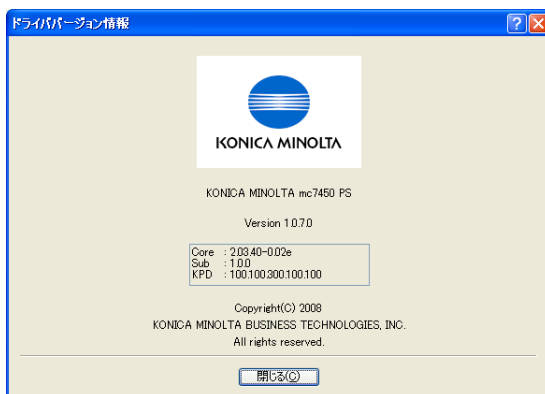 ドライババージョン情報
KONICA MINOLTA
KONICA MINOLTA mc7450 PS
Version 1.0.7.0
Core : 2.03.40-0.02e
Sub : 1.0.0
KPD : 100.100.300.100.100
Copyright(C) 2008
KONICA MINOLTA BUSINESS TECHNOLOGIES, INC.
All rights reserved.
閉じる(C)